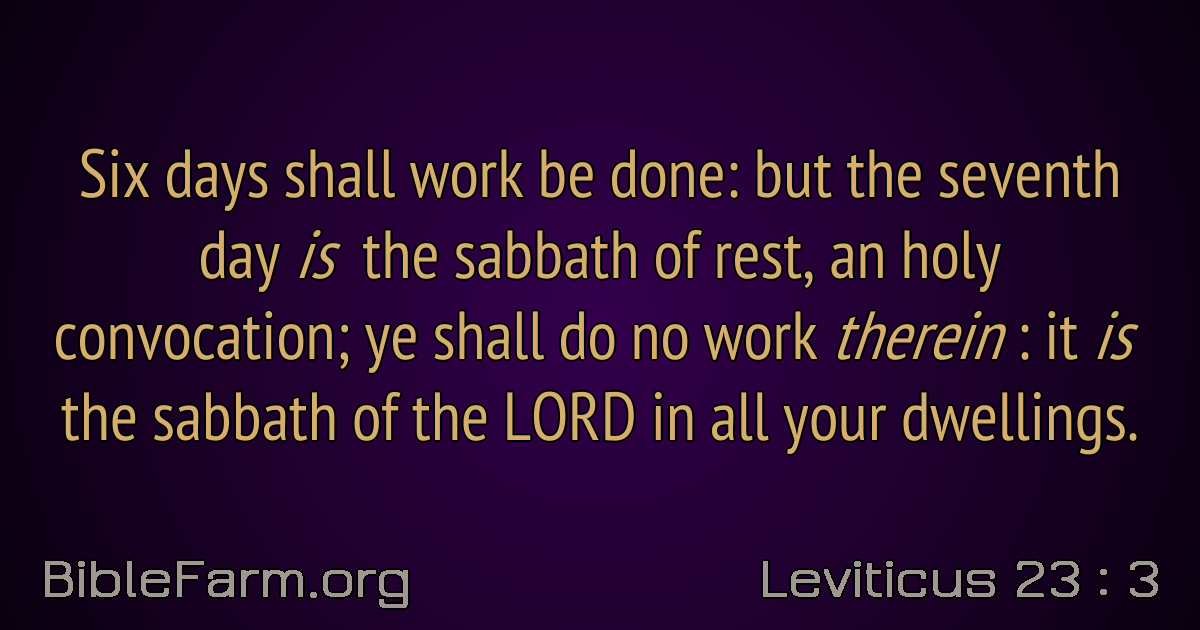 Six days shall work be done: but the seventh
day is the sabbath of rest, an holy
convocation; ye shall do no work therein : it is
the sabbath of the LORD in all your dwellings.
BibleFarm.org
Leviticus 23 : 3